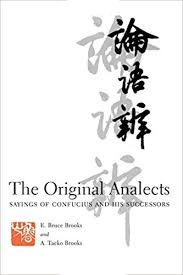 論語辨
The Original Analects
SAYINGS OF CONFUCIUS AND HIS SUCCESSORS
E. Bruce Brooks
and
A. Taeko Brooks